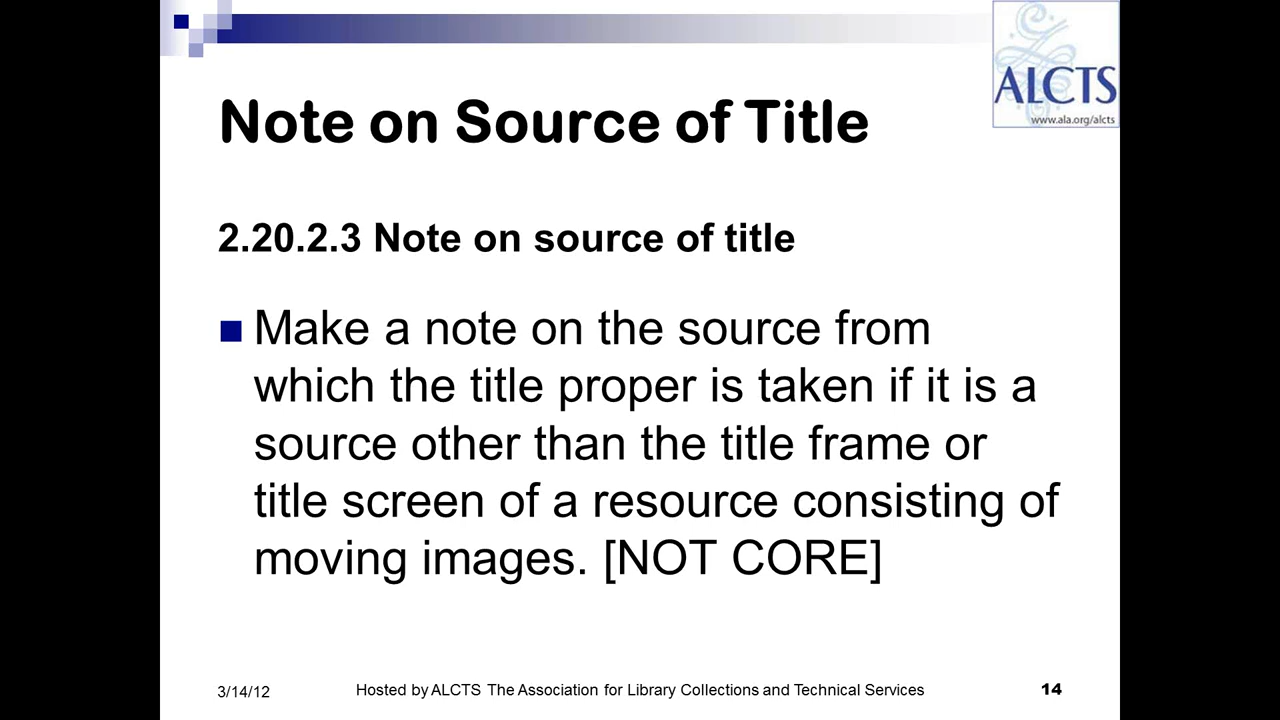 ALCTS
www.ala.org/alcts
Note on Source of Title
2.20.2.3 Note on source of title
Make a note on the source from
which the title proper is taken if it is a
source other than the title frame or
title screen of a resource consisting of
moving images. [NOT CORE]
3/14/12
Hosted by ALCTS The Association for Library Collections and Technical Services
14